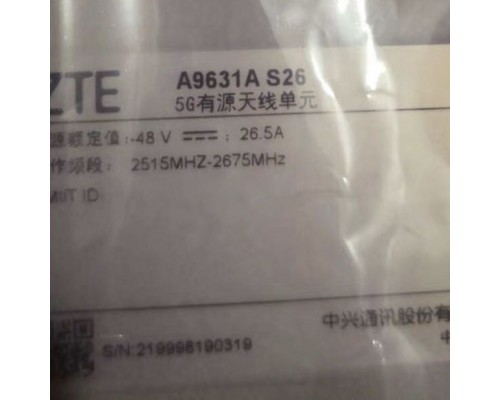 ZTE
A9631A S26
5G有源天线单元
源额定值:-48 V ⎓; 26.5A
作频段: 2515MHZ-2675MHz
MIIT ID:
S/N:219998190319
中兴通讯股份有